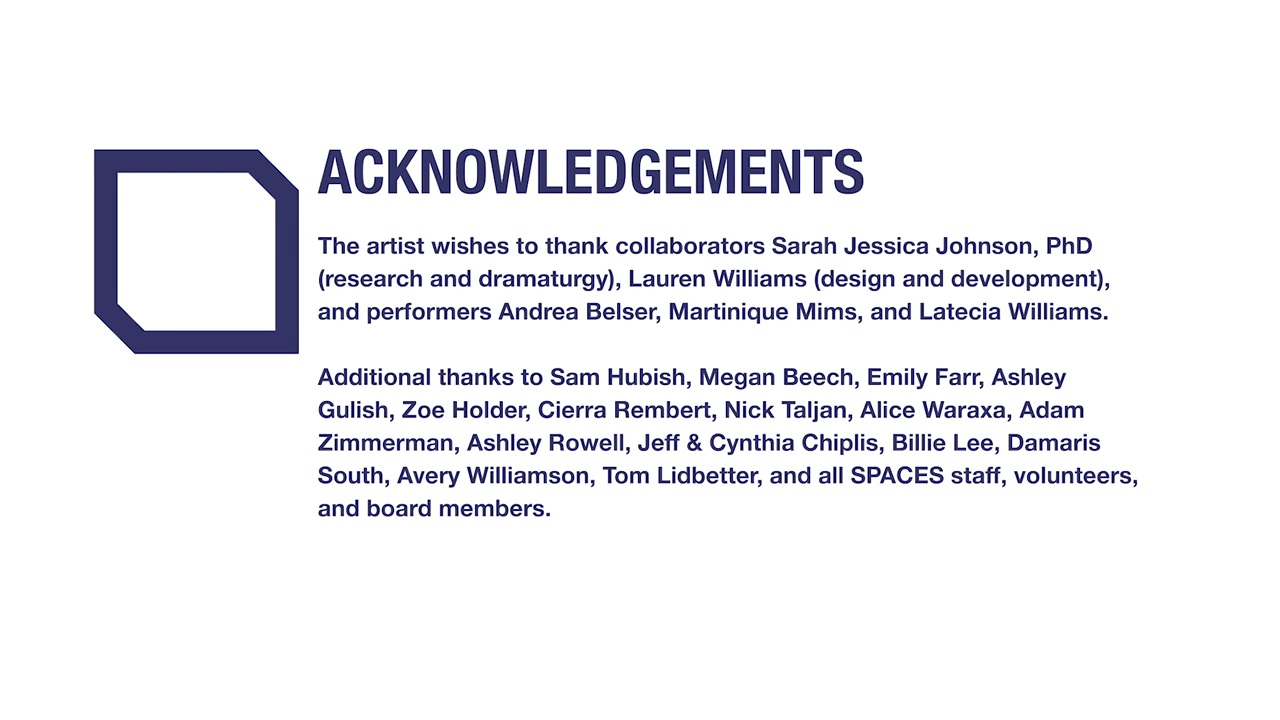 ACKNOWLEDGEMENTS
The artist wishes to thank collaborators Sarah Jessica Johnson, PhD
(research and dramaturgy), Lauren Williams (design and development),
and performers Andrea Belser, Martinique Mims, and Latecia Williams.
Additional thanks to Sam Hubish, Megan Beech, Emily Farr, Ashley
Gulish, Zoe Holder, Cierra Rembert, Nick Taljan, Alice Waraxa, Adam
Zimmerman, Ashley Rowell, Jeff & Cynthia Chiplis, Billie Lee, Damaris
South, Avery Williamson, Tom Lidbetter, and all SPACES staff, volunteers,
and board members.